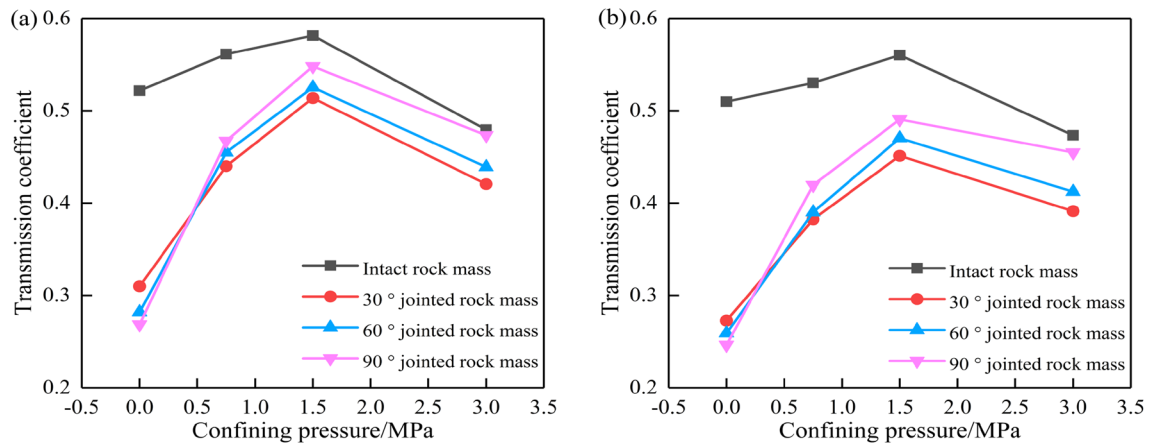 (a)
0.6
0.5
0.4
0.3
0.2
Transmission coefficient
Intact rock mass
30 ° jointed rock mass
60 ° jointed rock mass
90 ° jointed rock mass
-0.5 0.0 0.5 1.0 1.5 2.0 2.5 3.0 3.5
Confining pressure/MPa
(b)
0.6
0.5
0.4
0.3
0.2
Transmission coefficient
Intact rock mass
30 ° jointed rock mass
60 ° jointed rock mass
90 ° jointed rock mass
-0.5 0.0 0.5 1.0 1.5 2.0 2.5 3.0 3.5
Confining pressure/MPa